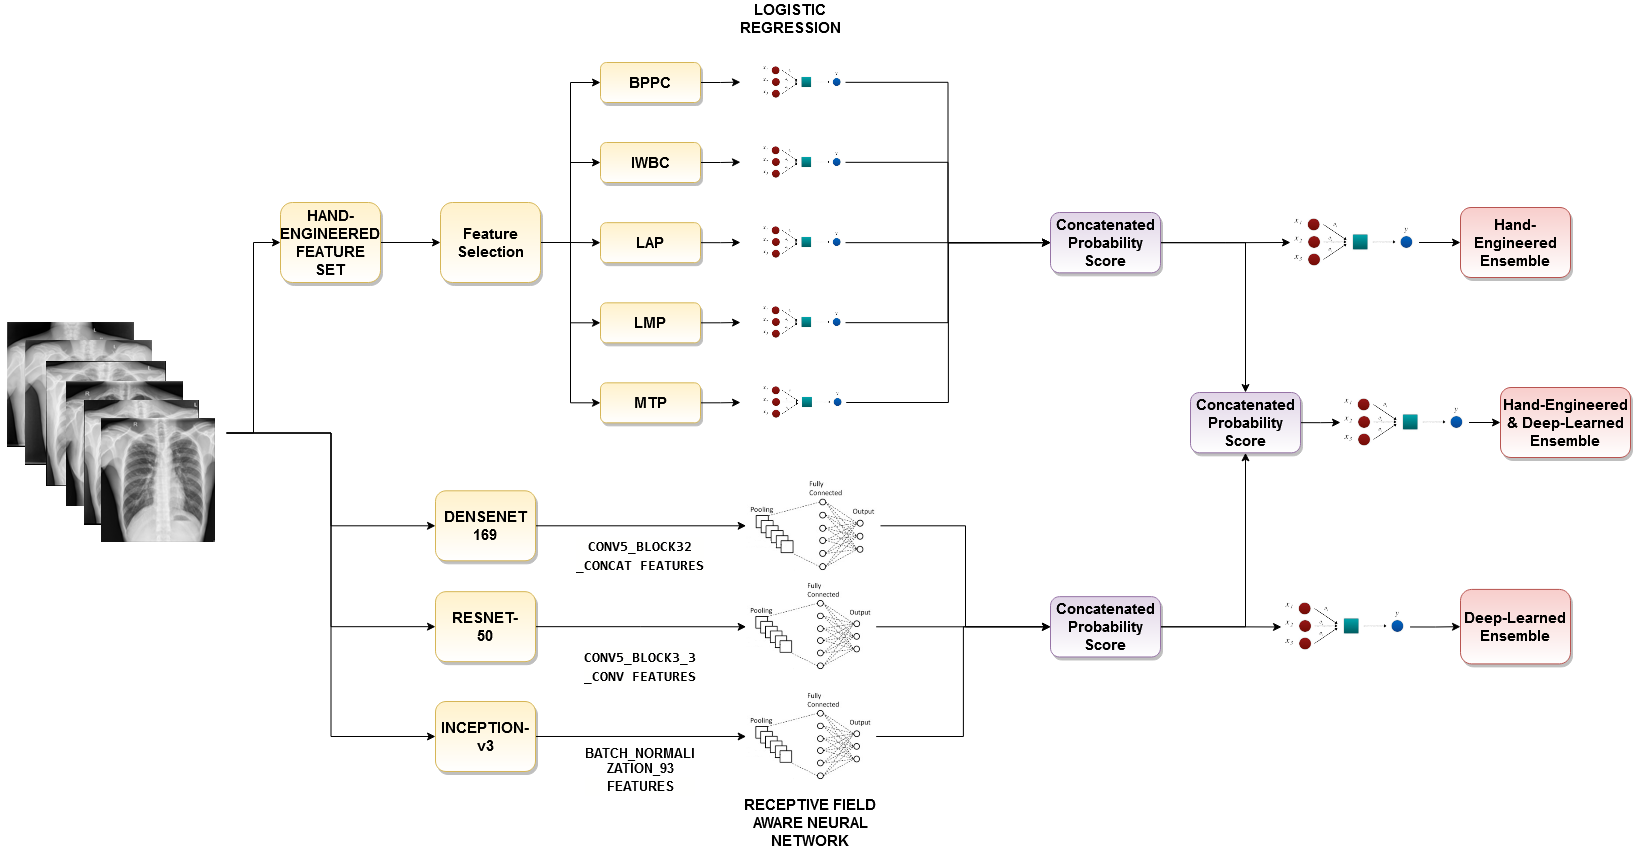 LOGISTIC
REGRESSION
BPPC
IWBC
LAP
LMP
MTP
HAND-
ENGINEERED
FEATURE
SET
Feature
Selection
Concatenated
Probability
Score
Hand-
Engineered
Ensemble
Concatenated
Probability
Score
Hand-Engineered
& Deep-Learned
Ensemble
DENSENET
169
CONV5_BLOCK32
_CONCAT FEATURES
Pooling
Fully
Connected
Output
RESNET-
50
CONV5_BLOCK3_3
_CONV FEATURES
Pooling
Fully
Connected
Output
Concatenated
Probability
Score
Deep-Learned
Ensemble
INCEPTION-
v3
BATCH_NORMALI
ZATION_93
FEATURES
Pooling
Fully
Connected
Output
RECEPTIVE FIELD
AWARE NEURAL
NETWORK